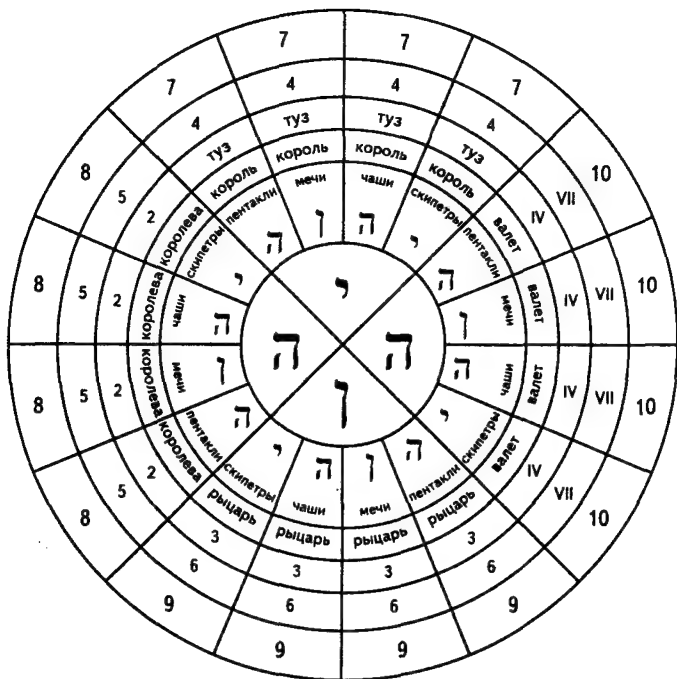 7 7 7 7 10 10 10 10 9 9 9 9 8 8 8 8
4 4 4 4 VII VII VII VII 6 6 6 6 5 5 5 5
туз туз туз туз IV IV IV IV 3 3 3 3 2 2 2 2
король король король король валет валет валет валет рыцарь рыцарь рыцарь рыцарь королева королева королева королева
пентакли мечи чаши скипетры пентакли мечи чаши скипетры пентакли мечи чаши скипетры пентакли мечи чаши скипетры
ה ן ה י ה ן ה י ה ן ה י ה ן ה י
י
ה ה
ן